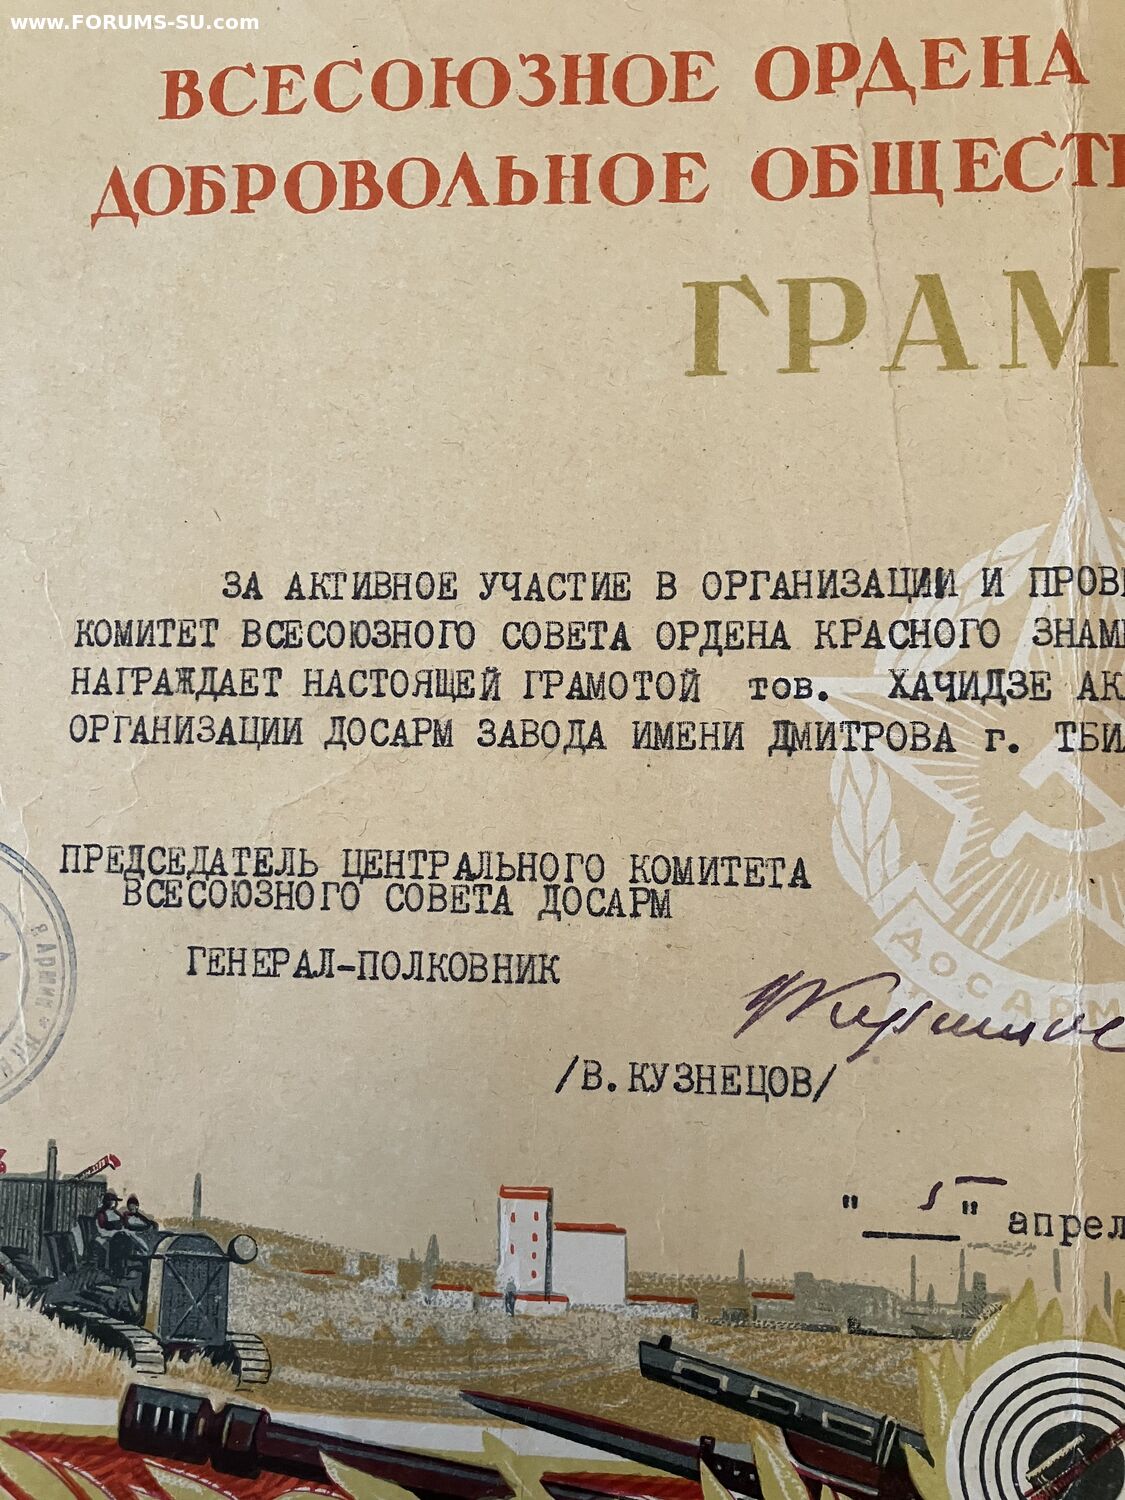 www.FORUMS-SU.com
ВСЕСОЮЗНОЕ ОРДЕНА
ДОБРОВОЛЬНОЕ ОБЩЕСТ
ГРАМ
ЗА АКТИВНОЕ УЧАСТИЕ В ОРГАНИЗАЦИИ И ПРОВЕ
КОМИТЕТ ВСЕСОЮЗНОГО СОВЕТА ОРДЕНА КРАСНОГО ЗНАМЕ
НАГРАЖДАЕТ НАСТОЯЩЕЙ ГРАМОТОЙ тов. ХАЧИДЗЕ АК
ОРГАНИЗАЦИИ ДОСАРМ ЗАВОДА ИМЕНИ ДМИТРОВА г. ТБИ
ПРЕДСЕДАТЕЛЬ ЦЕНТРАЛЬНОГО КОМИТЕТА
ВСЕСОЮЗНОГО СОВЕТА ДОСАРМ
ГЕНЕРАЛ-ПОЛКОВНИК
ДОСАРМ
/В.КУЗНЕЦОВ/
"5" апрел